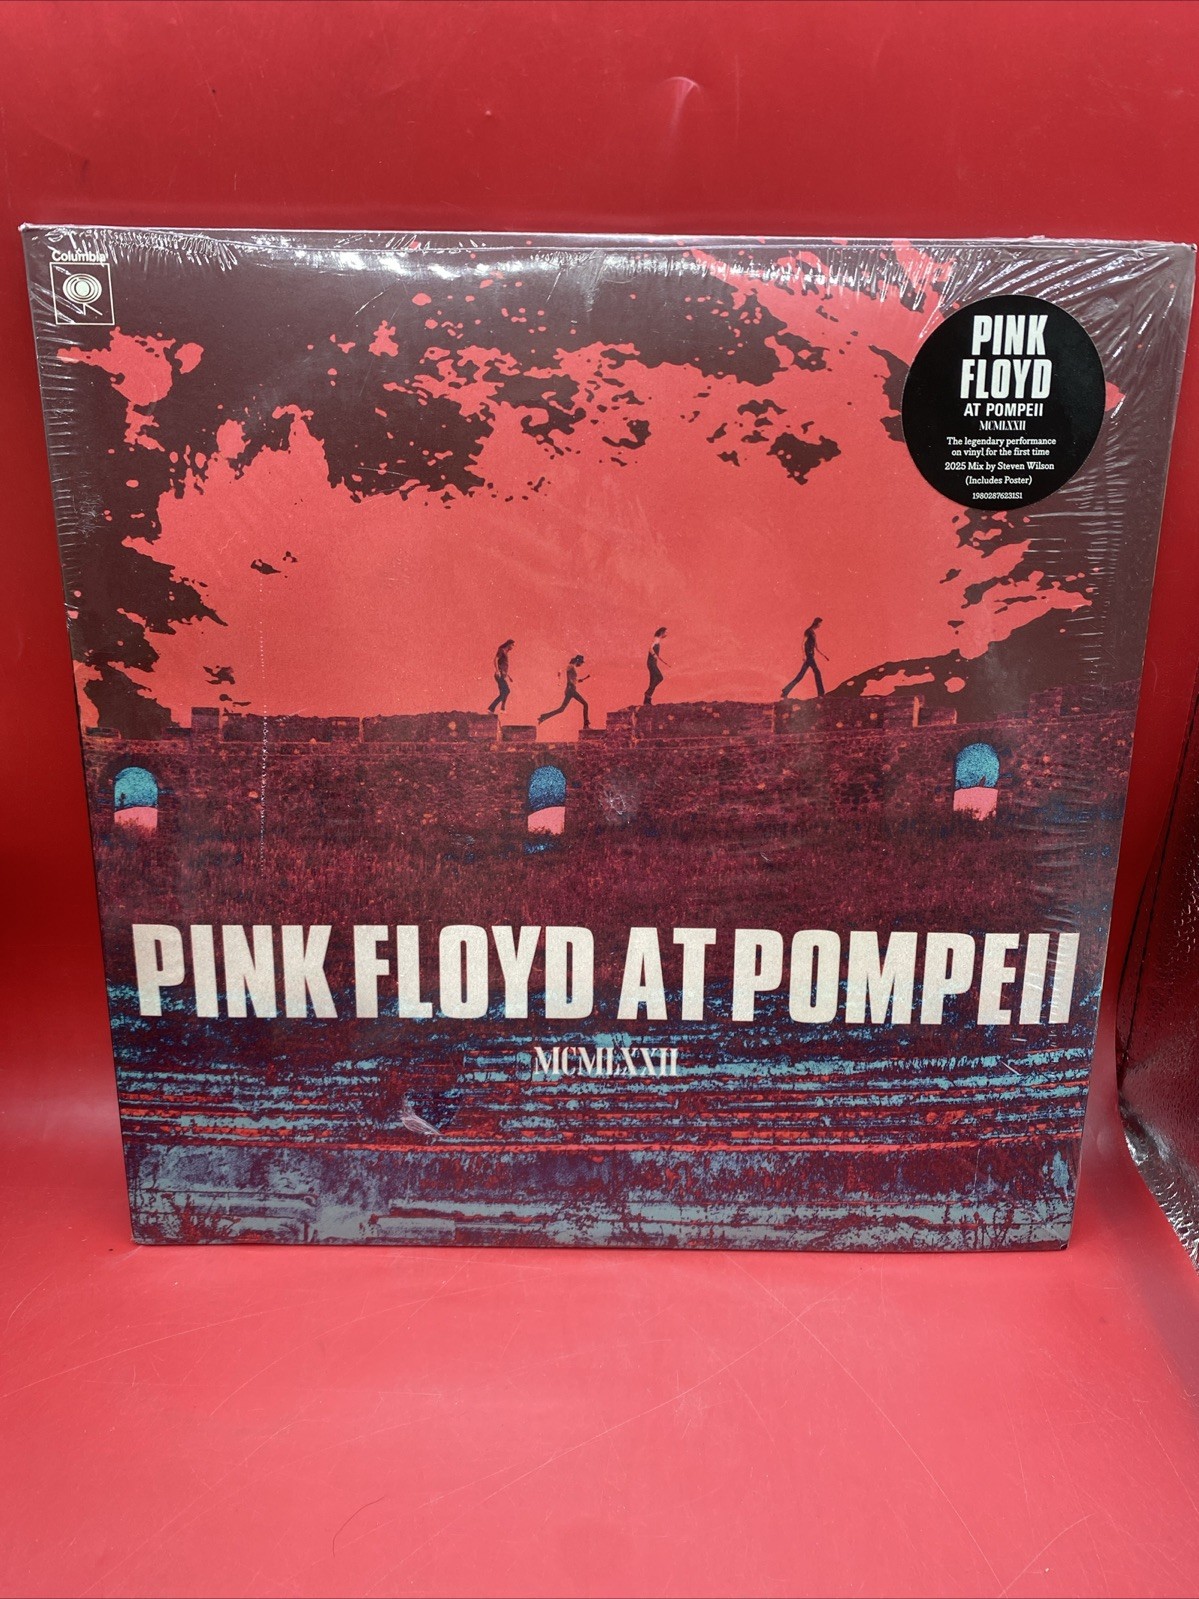 Columbia
PINK
FLOYD
AT POMPEII
MCMLXXII
The legendary performance
on vinyl for the first time
2025 Mix by Steven Wilson
(Includes Poster)
19802876231S1
PINK FLOYD AT POMPEII
MCMLXXII